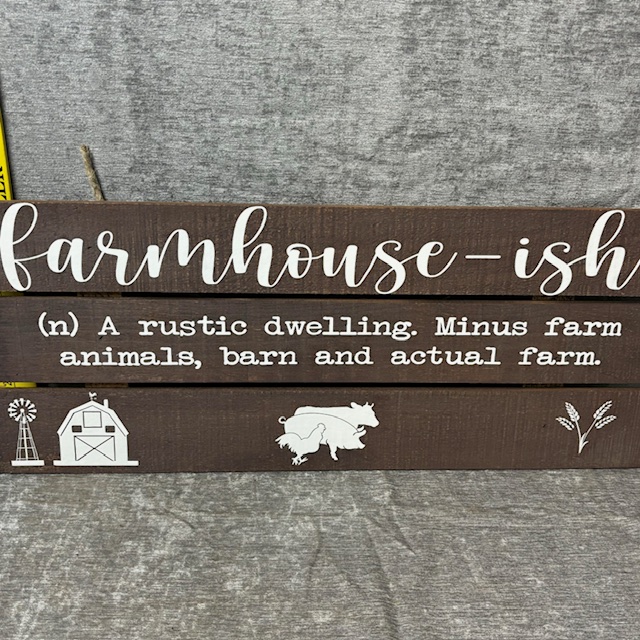 farmhouse-ish
(n) A rustic dwelling. Minus farm
animals, barn and actual farm.